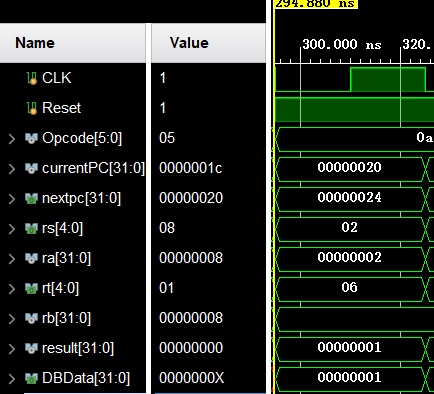 294.880 ns
Name Value 300.000 ns 320.
CLK 1
Reset 1
Opcode[5:0] 05 0a
currentPC[31:0] 0000001c 00000020
nextpc[31:0] 00000020 00000024
rs[4:0] 08 02
ra[31:0] 00000008 00000002
rt[4:0] 01 06
rb[31:0] 00000008
result[31:0] 00000000 00000001
DBData[31:0] 0000000X 00000001